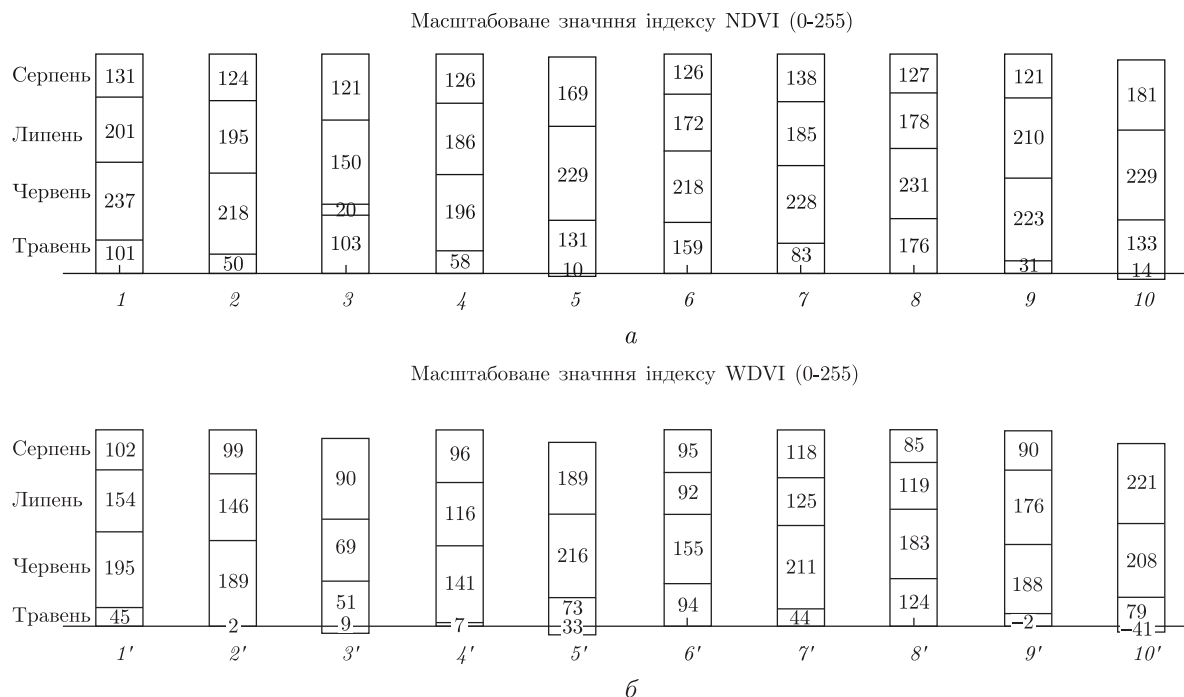 Масштабоване значння індексу NDVI (0-255)
Серпень 131 124 121 126 169 126 138 127 121 181
Липень 201 195 150 186 229 172 185 178 210 229
Червень 237 218 20 196 131 218 228 231 223 133
Травень 101 50 103 58 10 159 83 176 31 14
1 2 3 4 5 6 7 8 9 10
а
Масштабоване значння індексу WDVI (0-255)
Серпень 102 99 90 96 189 95 118 85 90 221
Липень 154 146 69 116 216 92 125 119 176 208
Червень 195 189 51 141 73 155 211 183 188 79
Травень 45 2 9 7 33 94 44 124 –2 –41
1′ 2′ 3′ 4′ 5′ 6′ 7′ 8′ 9′ 10′
б